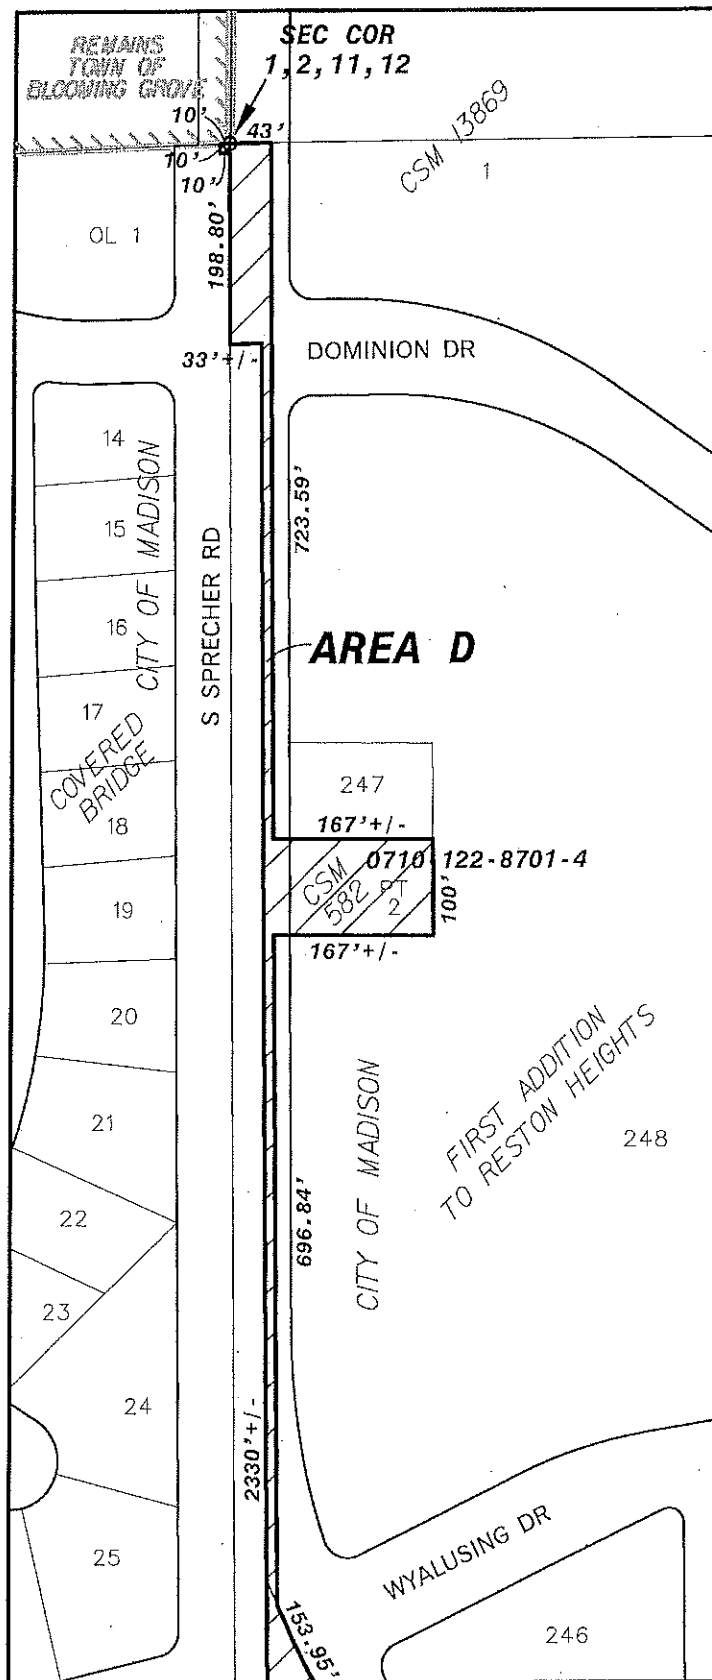 REMAINS
TOWN OF
BLOOMING GROVE
SEC COR
1,2,11,12
10'
43'
10'
10'
CSM 13869
1
OL 1
198.80'
33'+/-
DOMINION DR
14
15
16
17
18
19
20
21
22
23
24
25
CITY OF MADISON
COVERED
BRIDGE
S SPRECHER RD
723.59'
AREA D
247
167'+/-
0710-122-8701-4
CSM
582
PT
2
100'
167'+/-
FIRST ADDITION
TO RESTON HEIGHTS
248
CITY OF MADISON
696.84'
2330'+/-
WYALUSING DR
153.95'
246